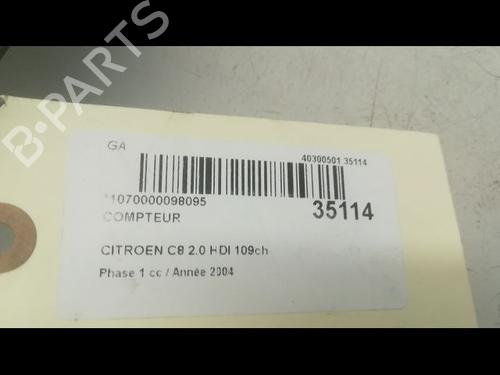 B-PARTS
GA
40300501 35114
11070000098095
35114
COMPTEUR
CITROEN C8 2.0 HDI 109ch
Phase 1 cc / Année 2004